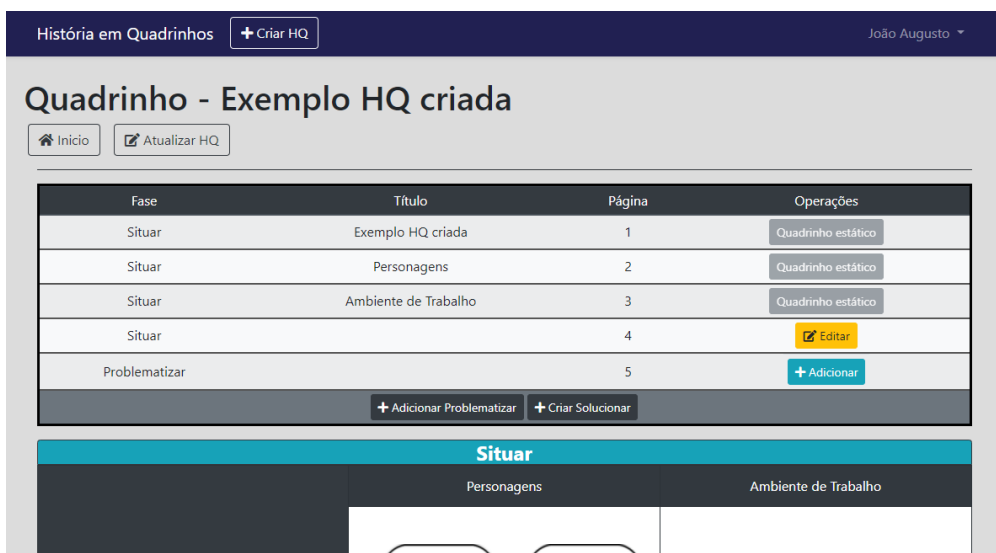 História em Quadrinhos + Criar HQ João Augusto
Quadrinho - Exemplo HQ criada
Inicio Atualizar HQ
Fase Título Página Operações
Situar Exemplo HQ criada 1 Quadrinho estático
Situar Personagens 2 Quadrinho estático
Situar Ambiente de Trabalho 3 Quadrinho estático
Situar 4 Editar
Problematizar 5 + Adicionar
+ Adicionar Problematizar + Criar Solucionar
Situar
Personagens Ambiente de Trabalho